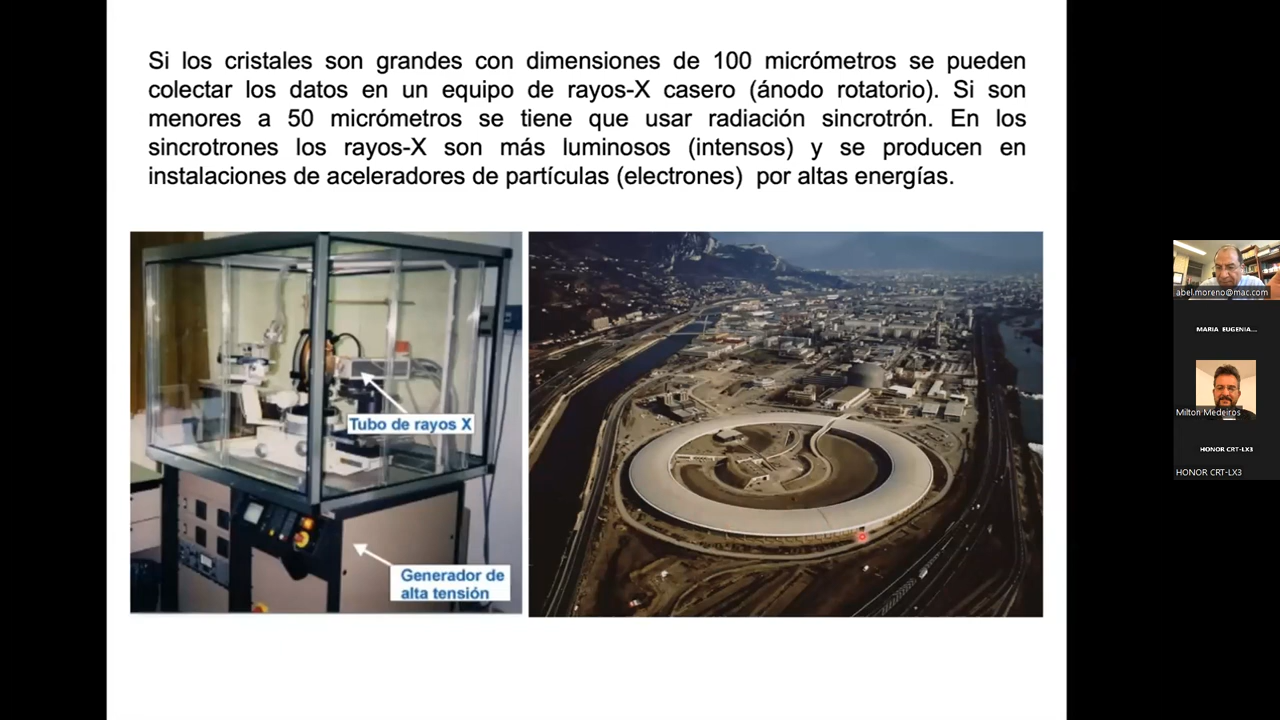 Si los cristales son grandes con dimensiones de 100 micrómetros se pueden
colectar los datos en un equipo de rayos-X casero (ánodo rotatorio). Si son
menores a 50 micrómetros se tiene que usar radiación sincrotrón. En los
sincrotrones los rayos-X son más luminosos (intensos) y se producen en
instalaciones de aceleradores de partículas (electrones) por altas energías.
Tubo de rayos X
Generador de
alta tensión
abel.moreno@mac.com
MARIA EUGENIA...
Milton Medeiros
HONOR CRT-LX3
HONOR CRT-LX3